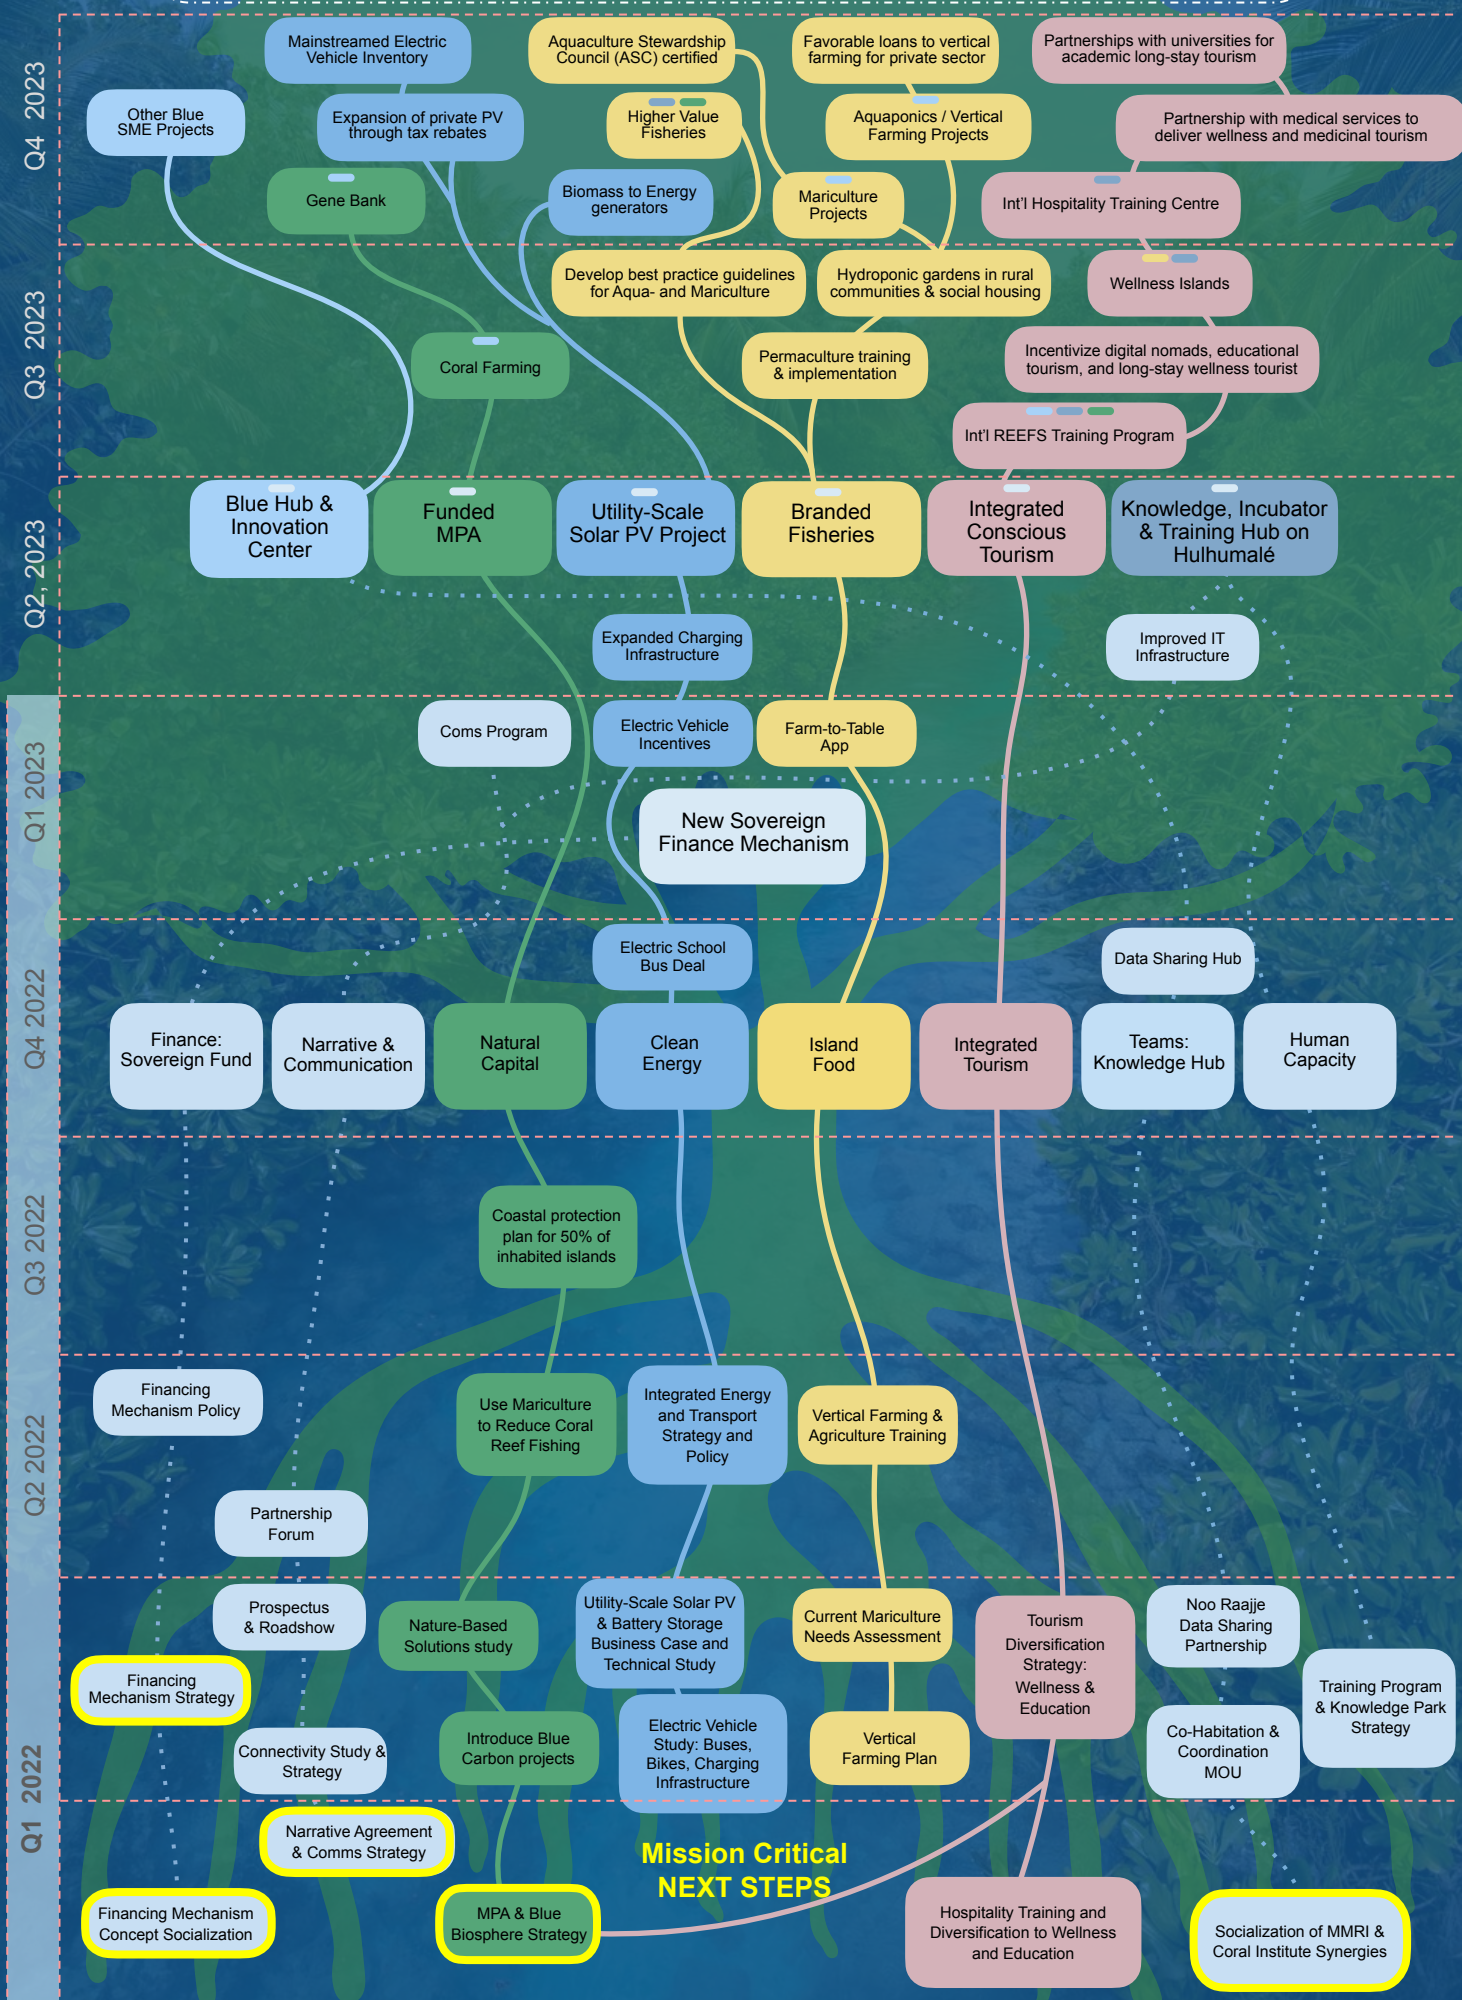 Q4 2023
Mainstreamed Electric
Vehicle Inventory
Aquaculture Stewardship
Council (ASC) certified
Favorable loans to vertical
farming for private sector
Partnerships with universities for
academic long-stay tourism
Other Blue
SME Projects
Expansion of private PV
through tax rebates
Higher Value
Fisheries
Aquaponics / Vertical
Farming Projects
Partnership with medical services to
deliver wellness and medicinal tourism
Gene Bank
Biomass to Energy
generators
Mariculture
Projects
Int'l Hospitality Training Centre
Q3 2023
Develop best practice guidelines
for Aqua- and Mariculture
Hydroponic gardens in rural
communities & social housing
Wellness Islands
Coral Farming
Permaculture training
& implementation
Incentivize digital nomads, educational
tourism, and long-stay wellness tourist
Int'l REEFS Training Program
Q2, 2023
Blue Hub &
Innovation
Center
Funded
MPA
Utility-Scale
Solar PV Project
Branded
Fisheries
Integrated
Conscious
Tourism
Knowledge, Incubator
& Training Hub on
Hulhumalé
Expanded Charging
Infrastructure
Improved IT
Infrastructure
Q1 2023
Coms Program
Electric Vehicle
Incentives
Farm-to-Table
App
New Sovereign
Finance Mechanism
Q4 2022
Electric School
Bus Deal
Data Sharing Hub
Finance:
Sovereign Fund
Narrative &
Communication
Natural
Capital
Clean
Energy
Island
Food
Integrated
Tourism
Teams:
Knowledge Hub
Human
Capacity
Q3 2022
Coastal protection
plan for 50% of
inhabited islands
Q2 2022
Financing
Mechanism Policy
Use Mariculture
to Reduce Coral
Reef Fishing
Integrated Energy
and Transport
Strategy and
Policy
Vertical Farming &
Agriculture Training
Partnership
Forum
Q1 2022
Prospectus
& Roadshow
Nature-Based
Solutions study
Utility-Scale Solar PV
& Battery Storage
Business Case and
Technical Study
Current Mariculture
Needs Assessment
Tourism
Diversification
Strategy:
Wellness &
Education
Noo Raajje
Data Sharing
Partnership
Financing
Mechanism Strategy
Training Program
& Knowledge Park
Strategy
Connectivity Study &
Strategy
Introduce Blue
Carbon projects
Electric Vehicle
Study: Buses,
Bikes, Charging
Infrastructure
Vertical
Farming Plan
Co-Habitation &
Coordination
MOU
Narrative Agreement
& Comms Strategy
Mission Critical
NEXT STEPS
Financing Mechanism
Concept Socialization
MPA & Blue
Biosphere Strategy
Hospitality Training and
Diversification to Wellness
and Education
Socialization of MMRI &
Coral Institute Synergies